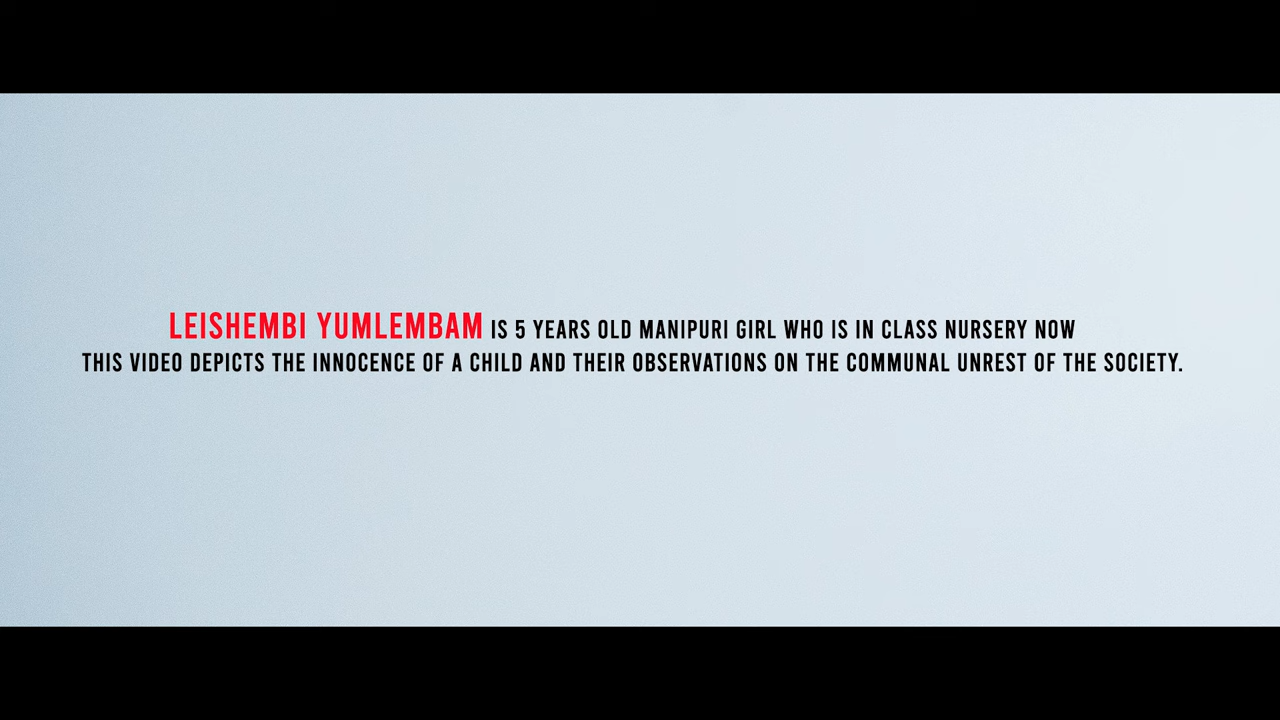 LEISHEMBI YUMLEMBAM IS 5 YEARS OLD MANIPURI GIRL WHO IS IN CLASS NURSERY NOW
THIS VIDEO DEPICTS THE INNOCENCE OF A CHILD AND THEIR OBSERVATIONS ON THE COMMUNAL UNREST OF THE SOCIETY.